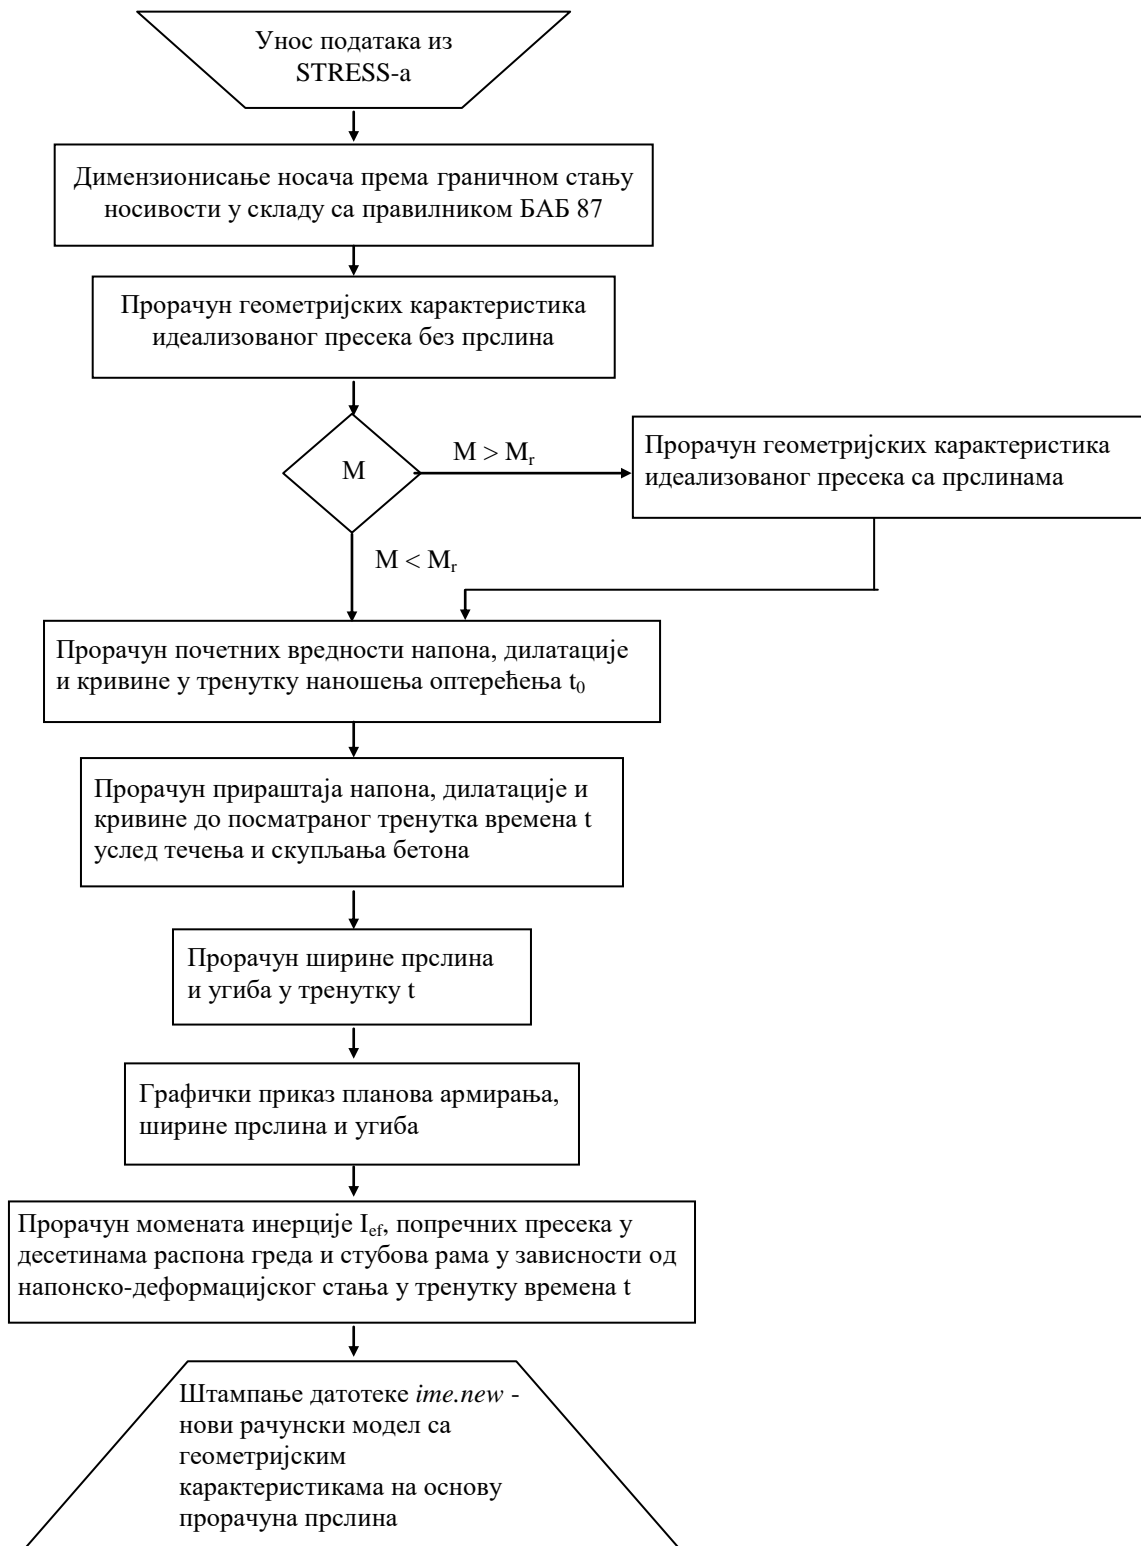 Унос података из
STRESS-а
Димензионисање носача према граничном стању
носивости у складу са правилником БАБ 87
Прорачун геометријских карактеристика
идеализованог пресека без прслина
M
M > Mr
Прорачун геометријских карактеристика
идеализованог пресека са прслинама
M < Mr
Прорачун почетних вредности напона, дилатације
и кривине у тренутку наношења оптерећења t0
Прорачун прираштаја напона, дилатације и
кривине до посматраног тренутка времена t
услед течења и скупљања бетона
Прорачун ширине прслина
и угиба у тренутку t
Графички приказ планова армирања,
ширине прслина и угиба
Прорачун момената инерције Ief, попречних пресека у
десетинама распона греда и стубова рама у зависности од
напонско-деформацијског стања у тренутку времена t
Штампање датотеке ime.new -
нови рачунски модел са
геометријским
карактеристикама на основу
прорачуна прслина